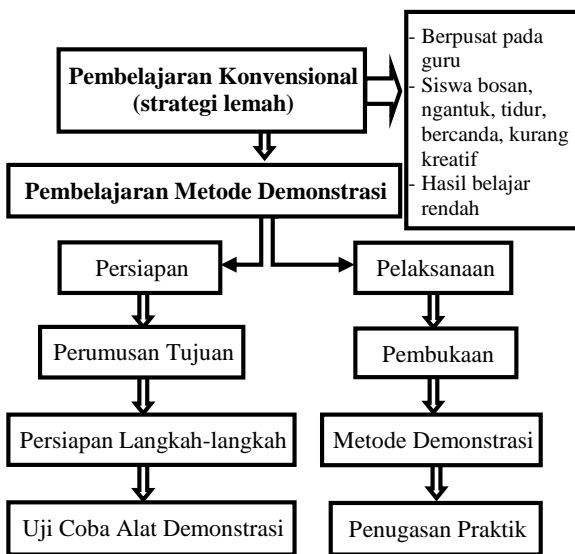 Pembelajaran Konvensional
(strategi lemah)
- Berpusat pada
guru
- Siswa bosan,
ngantuk, tidur,
bercanda, kurang
kreatif
- Hasil belajar
rendah
Pembelajaran Metode Demonstrasi
Persiapan
Pelaksanaan
Perumusan Tujuan
Pembukaan
Persiapan Langkah-langkah
Metode Demonstrasi
Uji Coba Alat Demonstrasi
Penugasan Praktik